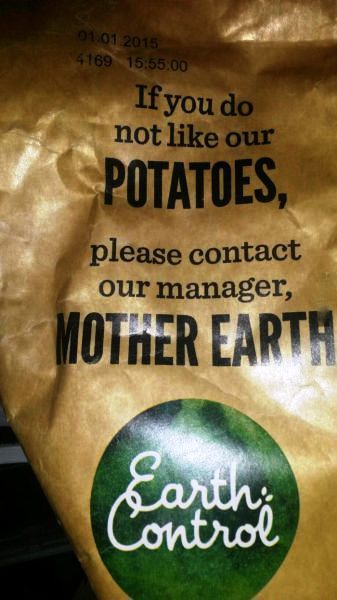 01.01.2015
4169 15:55:00
If you do
not like our
POTATOES,
please contact
our manager,
MOTHER EARTH
Earth
Control